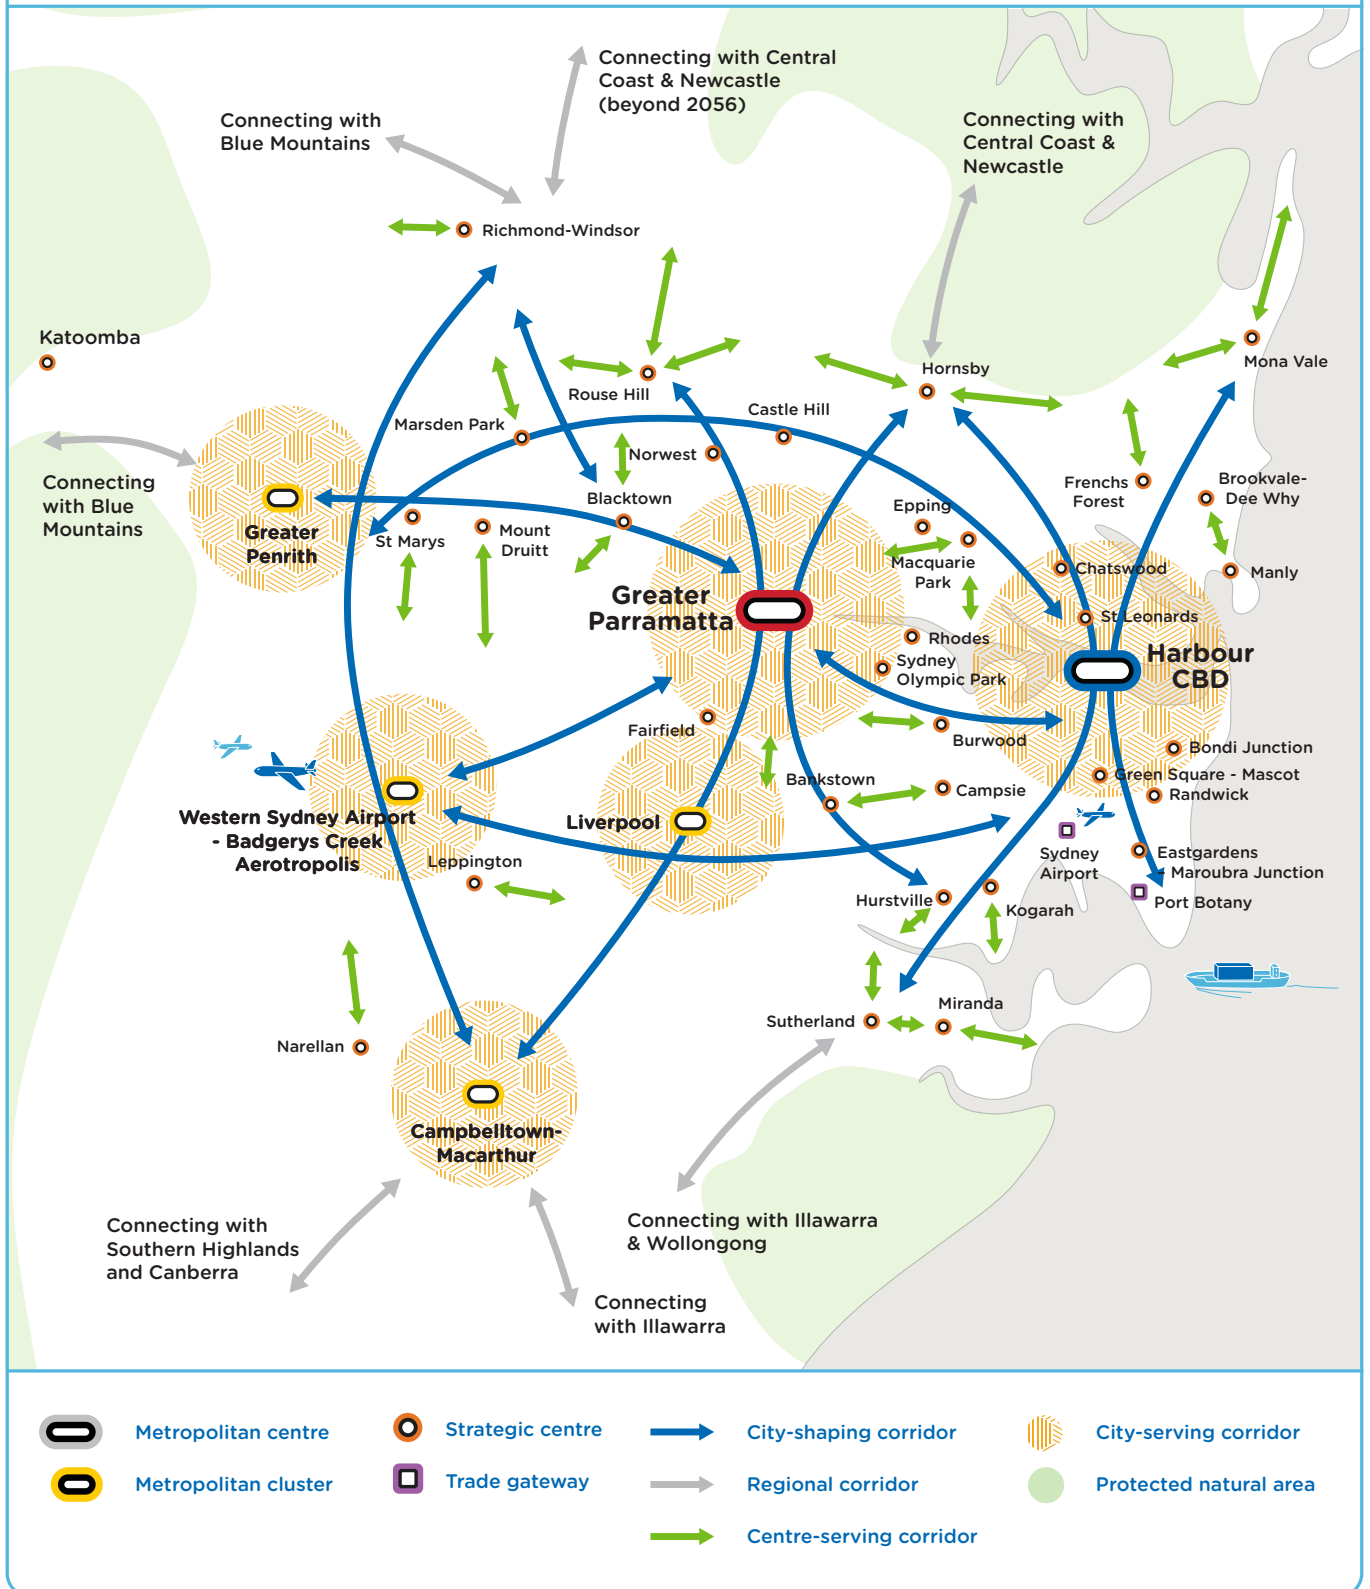 Connecting with Central
Coast & Newcastle
(beyond 2056)
Connecting with
Blue Mountains
Connecting with
Central Coast &
Newcastle
Richmond-Windsor
Katoomba
Mona Vale
Hornsby
Rouse Hill
Castle Hill
Marsden Park
Norwest
Connecting
with Blue
Mountains
Frenchs
Forest
Brookvale-
Dee Why
Blacktown
Epping
Greater
Penrith
St Marys
Mount
Druitt
Macquarie
Park
Chatswood
Manly
Greater
Parramatta
St Leonards
Rhodes
Harbour
CBD
Sydney
Olympic Park
Fairfield
Burwood
Bondi Junction
Green Square - Mascot
Randwick
Bankstown
Campsie
Western Sydney Airport
- Badgerys Creek
Aerotropolis
Liverpool
Leppington
Sydney
Airport
Eastgardens
- Maroubra Junction
Port Botany
Hurstville
Kogarah
Miranda
Sutherland
Narellan
Campbelltown-
Macarthur
Connecting with
Southern Highlands
and Canberra
Connecting with Illawarra
& Wollongong
Connecting
with Illawarra
Metropolitan centre
Strategic centre
City-shaping corridor
City-serving corridor
Metropolitan cluster
Trade gateway
Regional corridor
Protected natural area
Centre-serving corridor